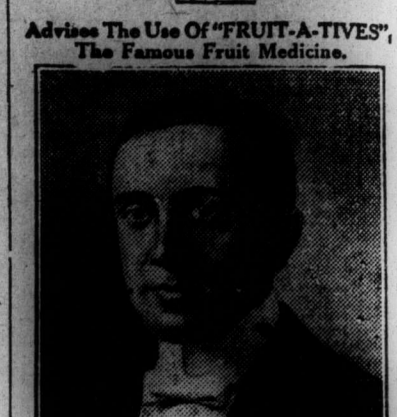 Advises The Use Of "FRUIT-A-TIVES",
The Famous Fruit Medicine.